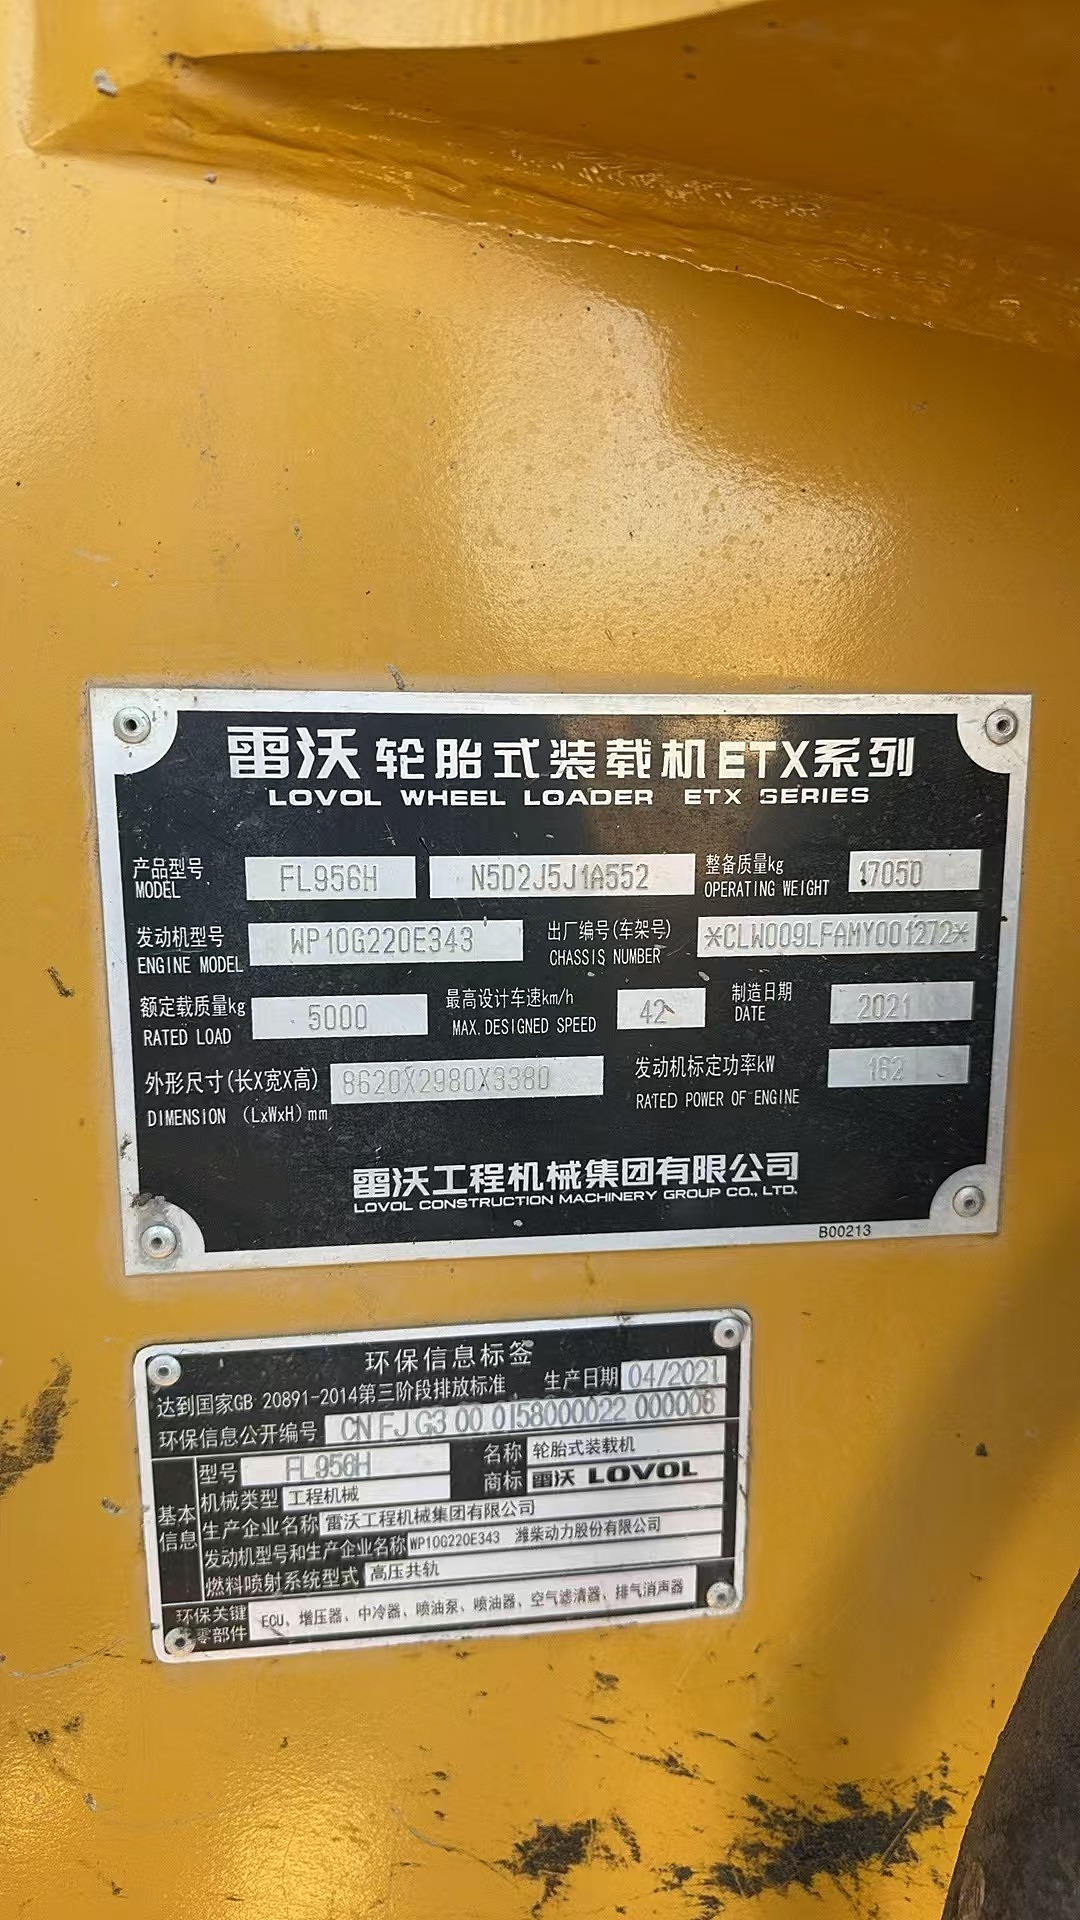 雷沃 轮胎式装载机ETX系列
LOVOL WHEEL LOADER ETX SERIES
产品型号 FL956H N5D2J5J1A552 整备质量kg 17050
MODEL OPERATING WEIGHT
发动机型号 WP10G220E343 出厂编号(车架号) *CLW009LFAMY001272*
ENGINE MODEL CHASSIS NUMBER
额定载质量kg 5000 最高设计车速km/h 42 制造日期 2021
RATED LOAD MAX.DESIGNED SPEED DATE
外形尺寸(长X宽X高) 8620X2980X3380 发动机标定功率kW 162
DIMENSION (LxWxH)mm RATED POWER OF ENGINE
雷沃工程机械集团有限公司
LOVOL CONSTRUCTION MACHINERY GROUP CO., LTD.
B00213
环保信息标签
达到国家GB 20891-2014第三阶段排放标准 生产日期 04/2021
环保信息公开编号 CN FJ G3 00 0158000022 000006
基本信息
型号 FL956H 名称 轮胎式装载机
机械类型 工程机械 商标 雷沃 LOVOL
生产企业名称 雷沃工程机械集团有限公司
发动机型号和生产企业名称 WP10G220E343 潍柴动力股份有限公司
燃料喷射系统型式 高压共轨
环保关键零部件 ECU、增压器、中冷器、喷油泵、喷油器、空气滤清器、排气消声器